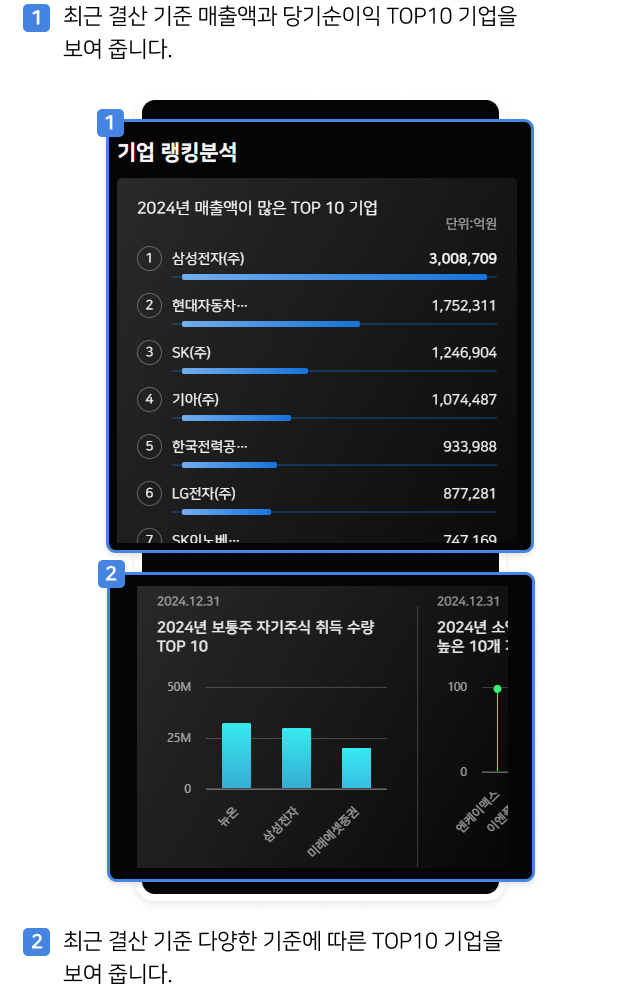 1 최근 결산 기준 매출액과 당기순이익 TOP10 기업을
보여 줍니다.
1
기업 랭킹분석
2024년 매출액이 많은 TOP 10 기업
단위:억원
1 삼성전자(주) 3,008,709
2 현대자동차… 1,752,311
3 SK(주) 1,246,904
4 기아(주) 1,074,487
5 한국전력공… 933,988
6 LG전자(주) 877,281
7 SK이노베… 747,169
2
2024.12.31
2024년 보통주 자기주식 취득 수량
TOP 10
50M
25M
0
뉴온
삼성전자
미래에셋증권
2024.12.31
2024년 소
높은 10개
100
0
엔케이맥스
이엔
2 최근 결산 기준 다양한 기준에 따른 TOP10 기업을
보여 줍니다.